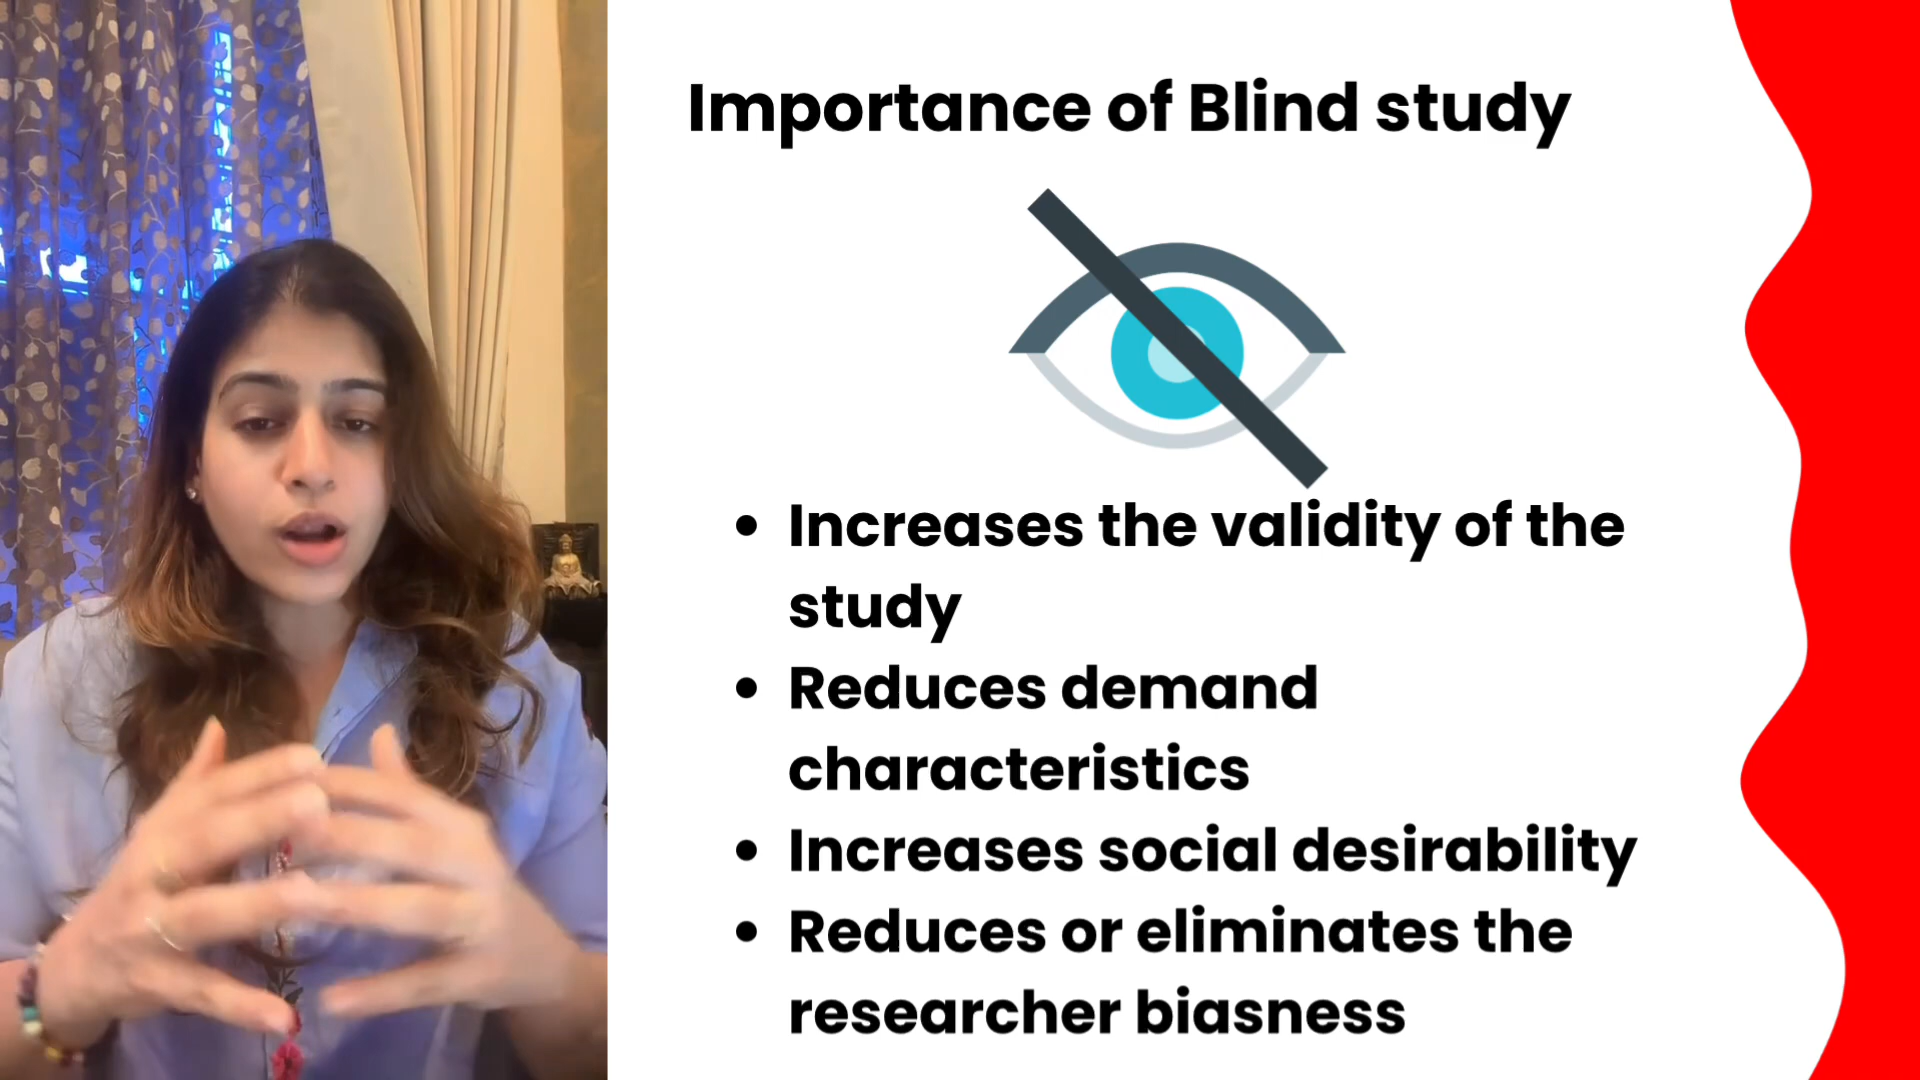 Importance of Blind study
• Increases the validity of the
study
• Reduces demand
characteristics
• Increases social desirability
• Reduces or eliminates the
researcher biasness